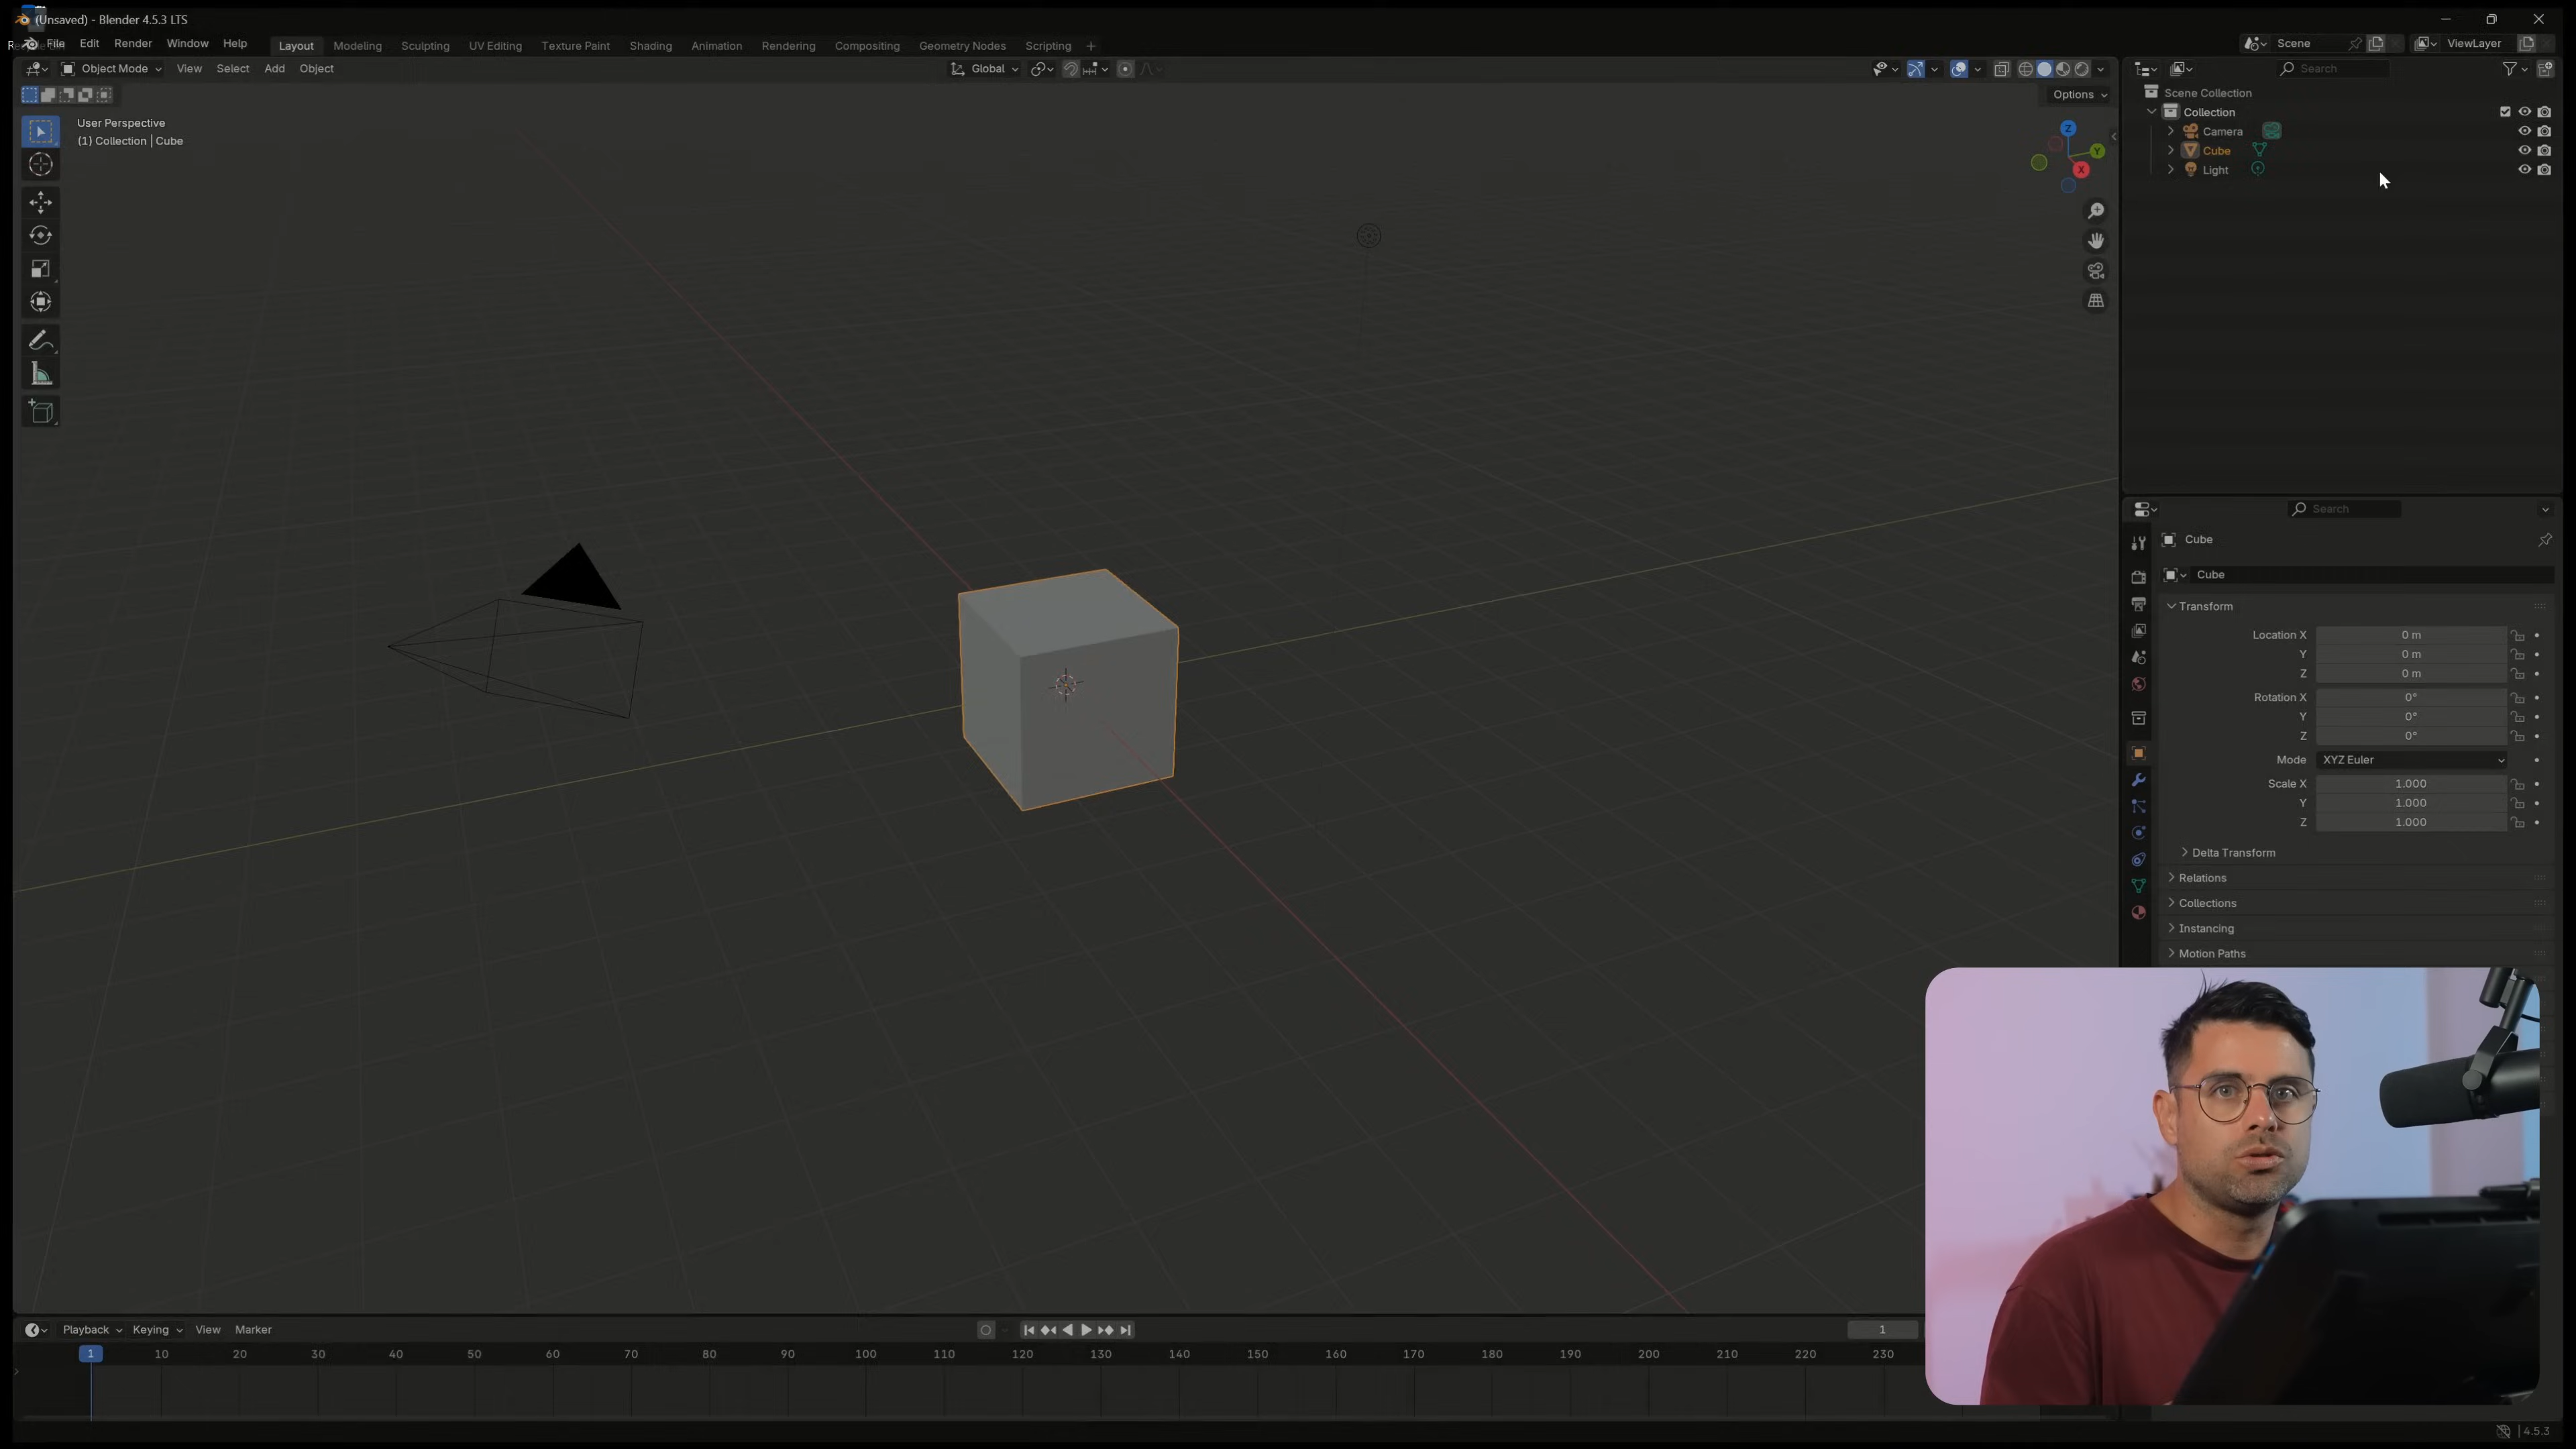 (Unsaved) - Blender 4.5.3 LTS
File Edit Render Window Help Layout Modeling Sculpting UV Editing Texture Paint Shading Animation Rendering Compositing Geometry Nodes Scripting + Scene ViewLayer
Object Mode View Select Add Object Global Search
Options
User Perspective
(1) Collection | Cube
Z
Y
X
Scene Collection
Collection
Camera
Cube
Light
Search
Cube
Cube
Transform
Location X 0 m
Y 0 m
Z 0 m
Rotation X 0°
Y 0°
Z 0°
Mode XYZ Euler
Scale X 1.000
Y 1.000
Z 1.000
Delta Transform
Relations
Collections
Instancing
Motion Paths
Playback Keying View Marker 1
1 10 20 30 40 50 60 70 80 90 100 110 120 130 140 150 160 170 180 190 200 210 220 230
4.5.3